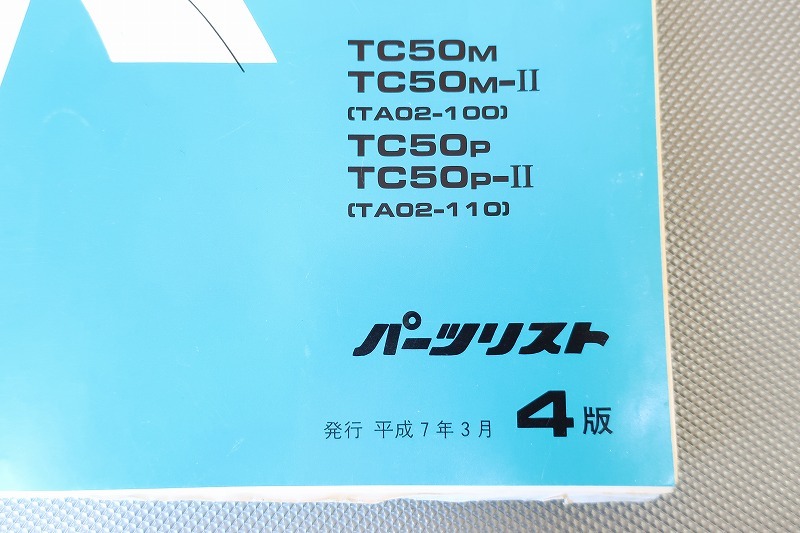 TC50M
TC50M-II
(TA02-100)
TC50P
TC50P-II
(TA02-110)
パーツリスト
発行 平成7年3月 4版